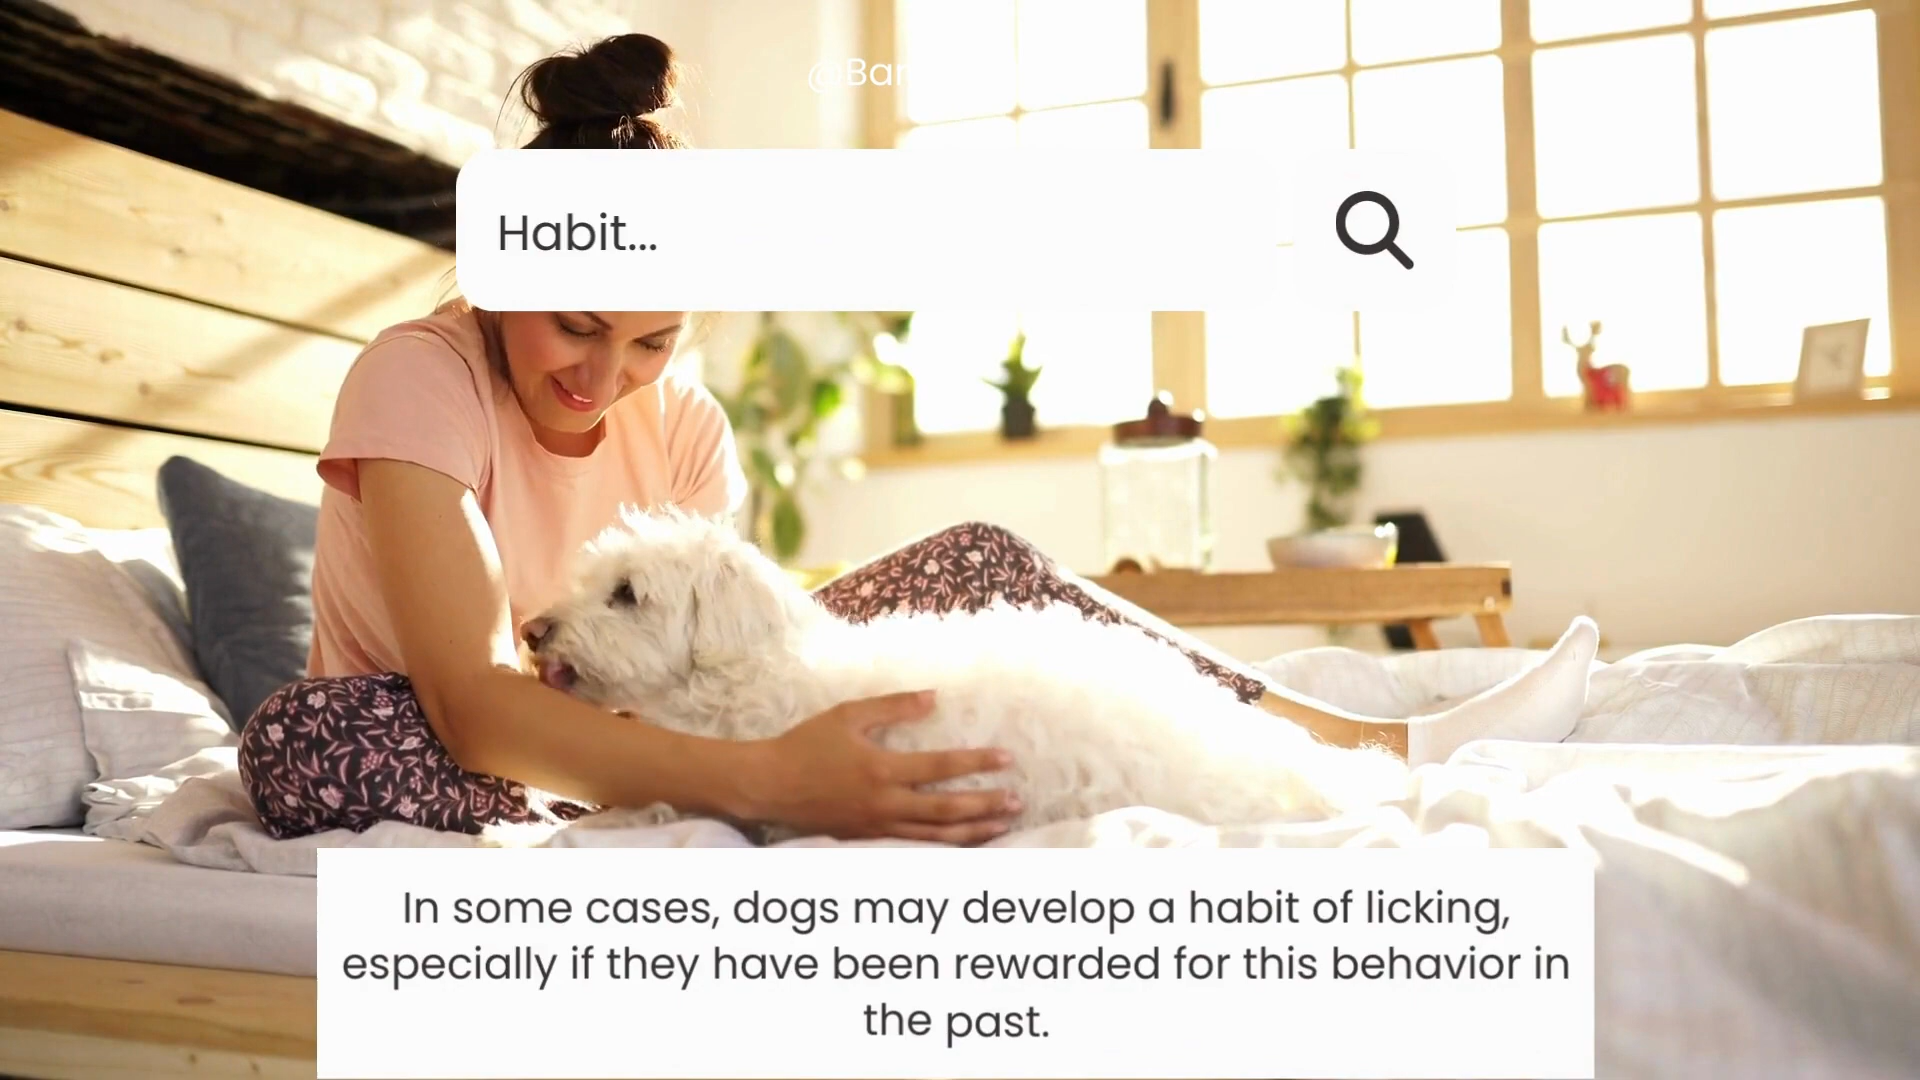 Habit...
In some cases, dogs may develop a habit of licking,
especially if they have been rewarded for this behavior in
the past.